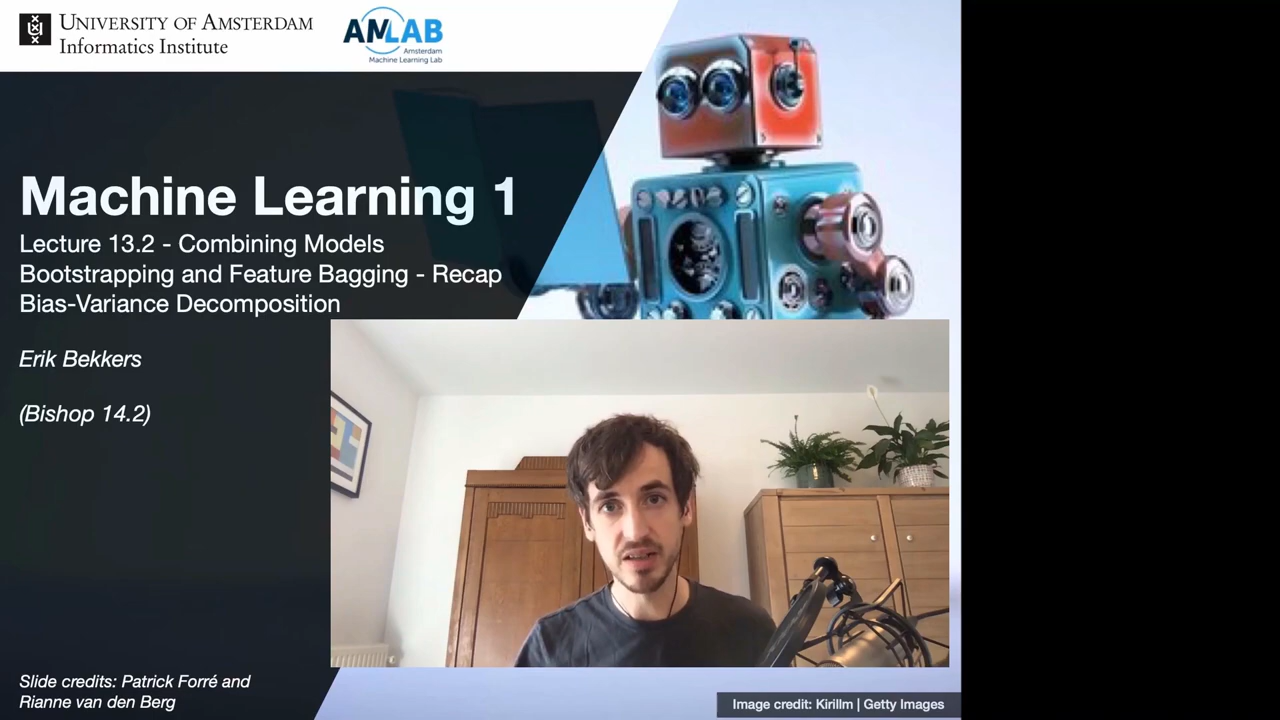 UNIVERSITY OF AMSTERDAM
Informatics Institute
AMLAB
Amsterdam
Machine Learning Lab
Machine Learning 1
Lecture 13.2 - Combining Models
Bootstrapping and Feature Bagging - Recap
Bias-Variance Decomposition
Erik Bekkers
(Bishop 14.2)
Slide credits: Patrick Forré and
Rianne van den Berg
Image credit: Kirillm | Getty Images